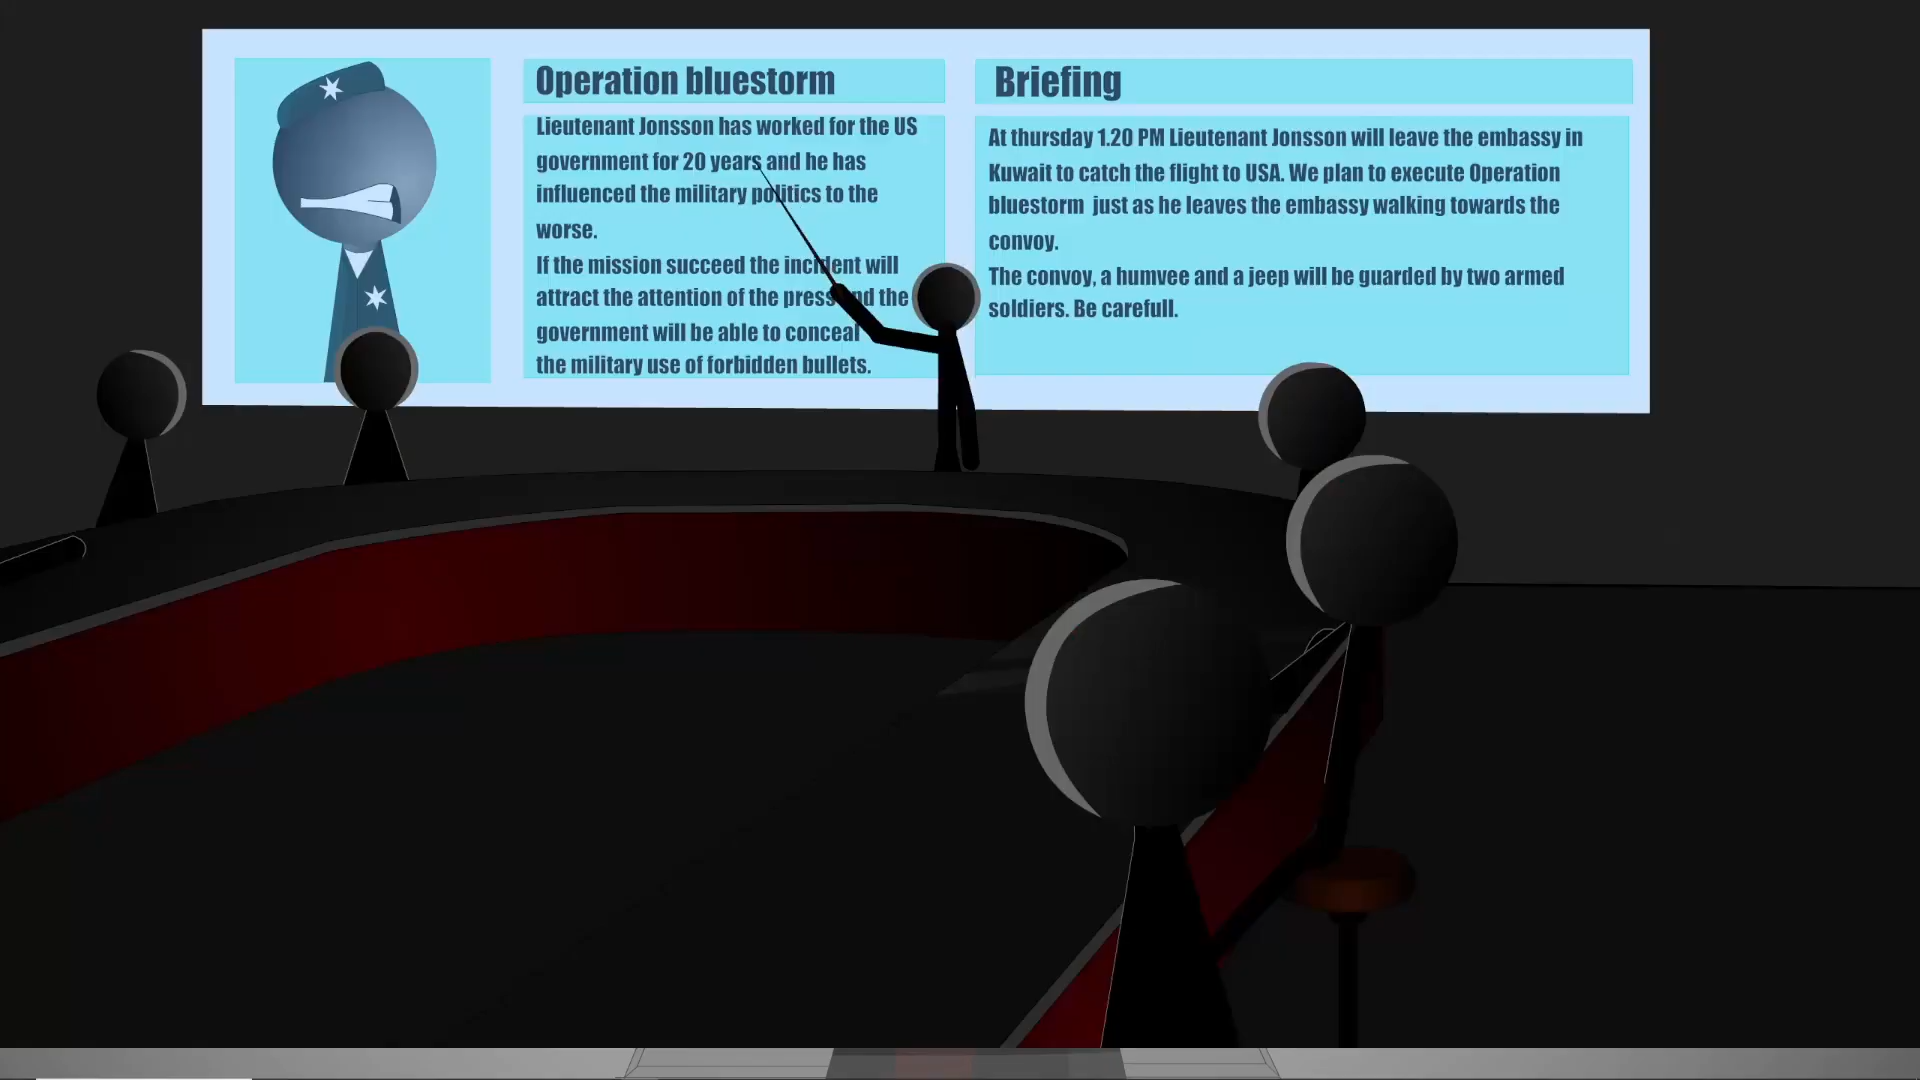 Operation bluestorm
Lieutenant Jonsson has worked for the US
government for 20 years and he has
influenced the military politics to the
worse.
If the mission succeed the incident will
attract the attention of the press and the
government will be able to conceal
the military use of forbidden bullets.
Briefing
At thursday 1.20 PM Lieutenant Jonsson will leave the embassy in
Kuwait to catch the flight to USA. We plan to execute Operation
bluestorm just as he leaves the embassy walking towards the
convoy.
The convoy, a humvee and a jeep will be guarded by two armed
soldiers. Be carefull.